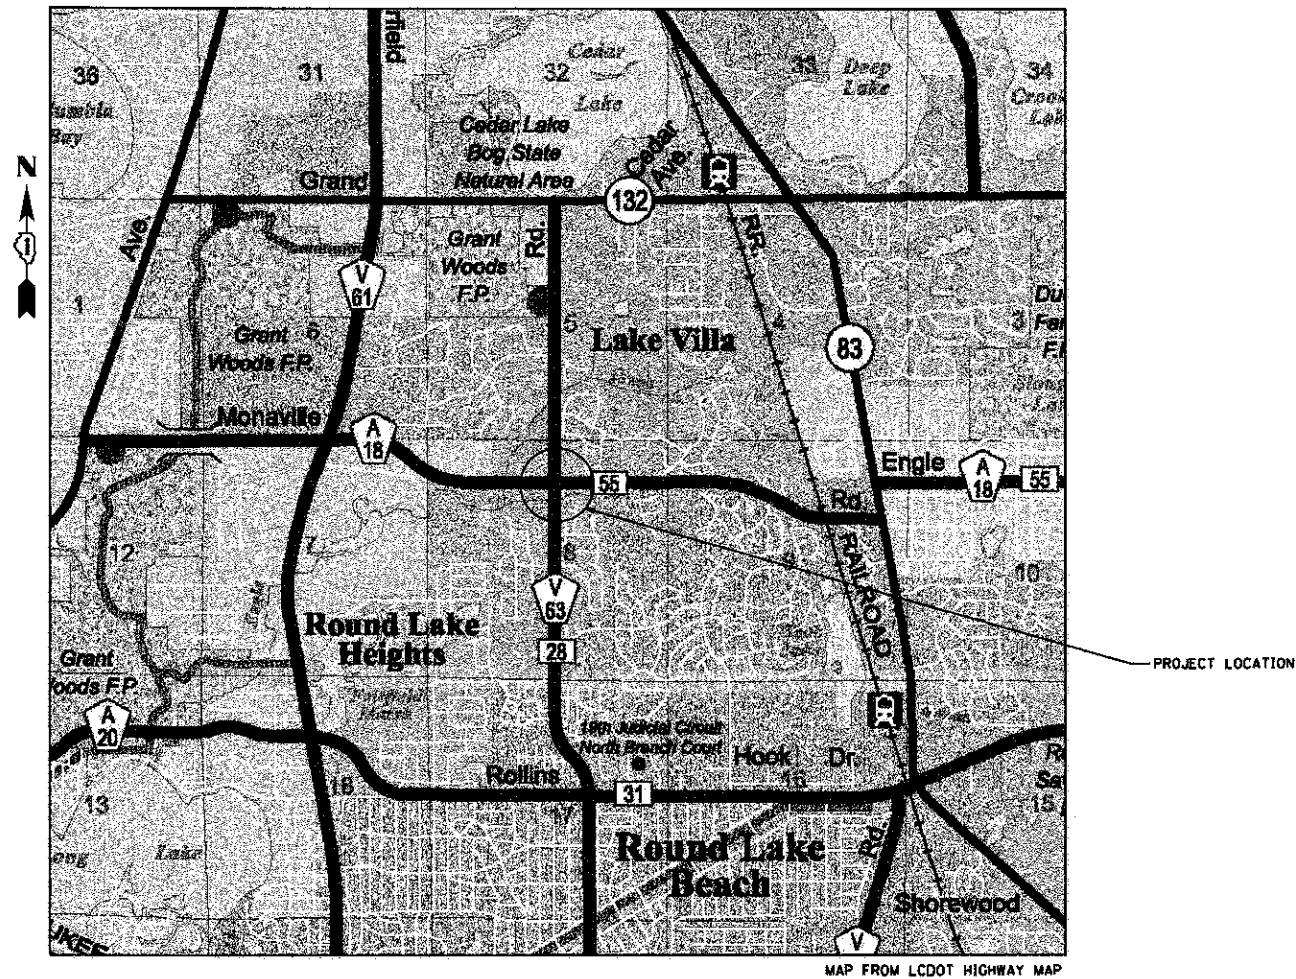 rfield
36
31
32
Cedar
Lake
33
Deep
Lake
34
Bay
Cedar Lake
Bog State
Natural Area
Cedar
Ave.
N
Grand
132
Ave.
Rd.
RR.
Grant
Woods
F.P.
V
61
1
5
4
3
Grant
Woods F.P.
6
Lake Villa
83
Monaville
A
18
Engle
A
18
55
55
Rd.
12
7
8
9
10
RAILROAD
V
63
Round Lake
Heights
28
PROJECT LOCATION
Grant
Woods F.P.
A
20
19th Judicial Circuit
North Branch Court
Hook Dr.
Rollins
31
18
17
16
15
13
Lake
Round Lake
Beach
Rd.
Shorewood
V
MAP FROM LCDOT HIGHWAY MAP